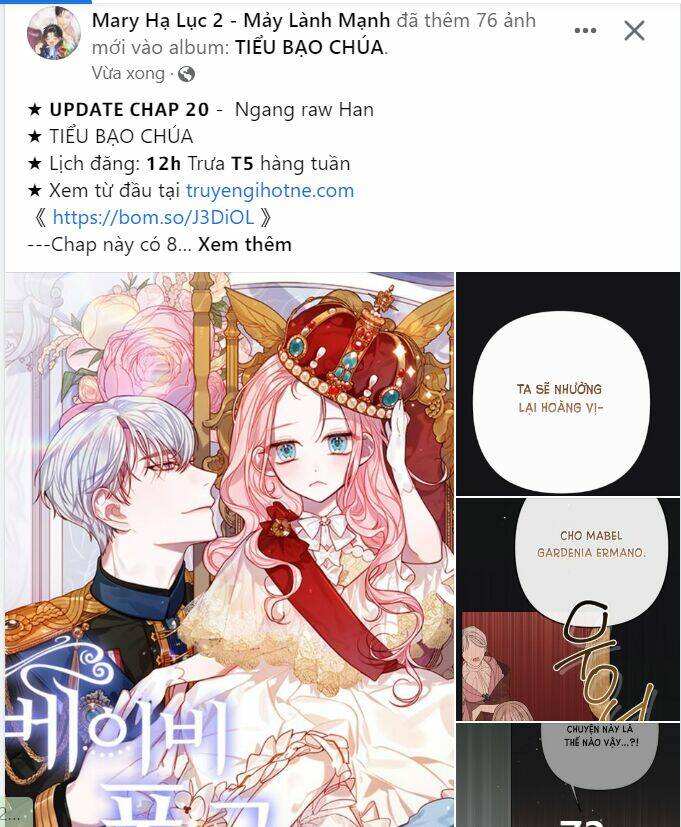 Mary Hạ Lục 2 - Mảy Lành Mạnh đã thêm 76 ảnh
mới vào album: TIỂU BẠO CHÚA.
Vừa xong ·
★ UPDATE CHAP 20 - Ngang raw Han
★ TIỂU BẠO CHÚA
★ Lịch đăng: 12h Trưa T5 hàng tuần
★ Xem từ đầu tại truyengihotne.com
《 https://bom.so/J3DiOL 》
---Chap này có 8... Xem thêm
TA SẼ NHƯỜNG
LẠI HOÀNG VỊ-
CHO MABEL
GARDENIA ERMANO.
CHUYỆN NÀY LÀ
THẾ NÀO VẬY...?!
베이비